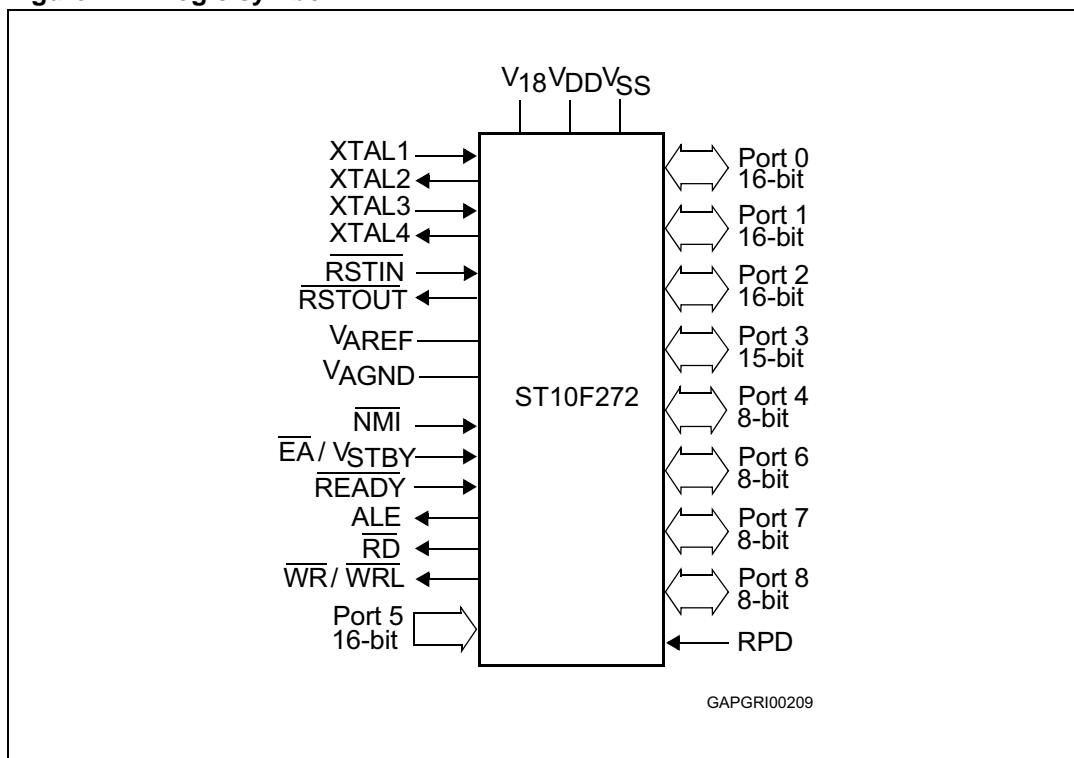 V18 VDD VSS
XTAL1
XTAL2
XTAL3
XTAL4
RSTIN
RSTOUT
VAREF
VAGND
NMI
EA / VSTBY
READY
ALE
RD
WR / WRL
Port 5
16-bit
ST10F272
Port 0
16-bit
Port 1
16-bit
Port 2
16-bit
Port 3
15-bit
Port 4
8-bit
Port 6
8-bit
Port 7
8-bit
Port 8
8-bit
RPD
GAPGRI00209